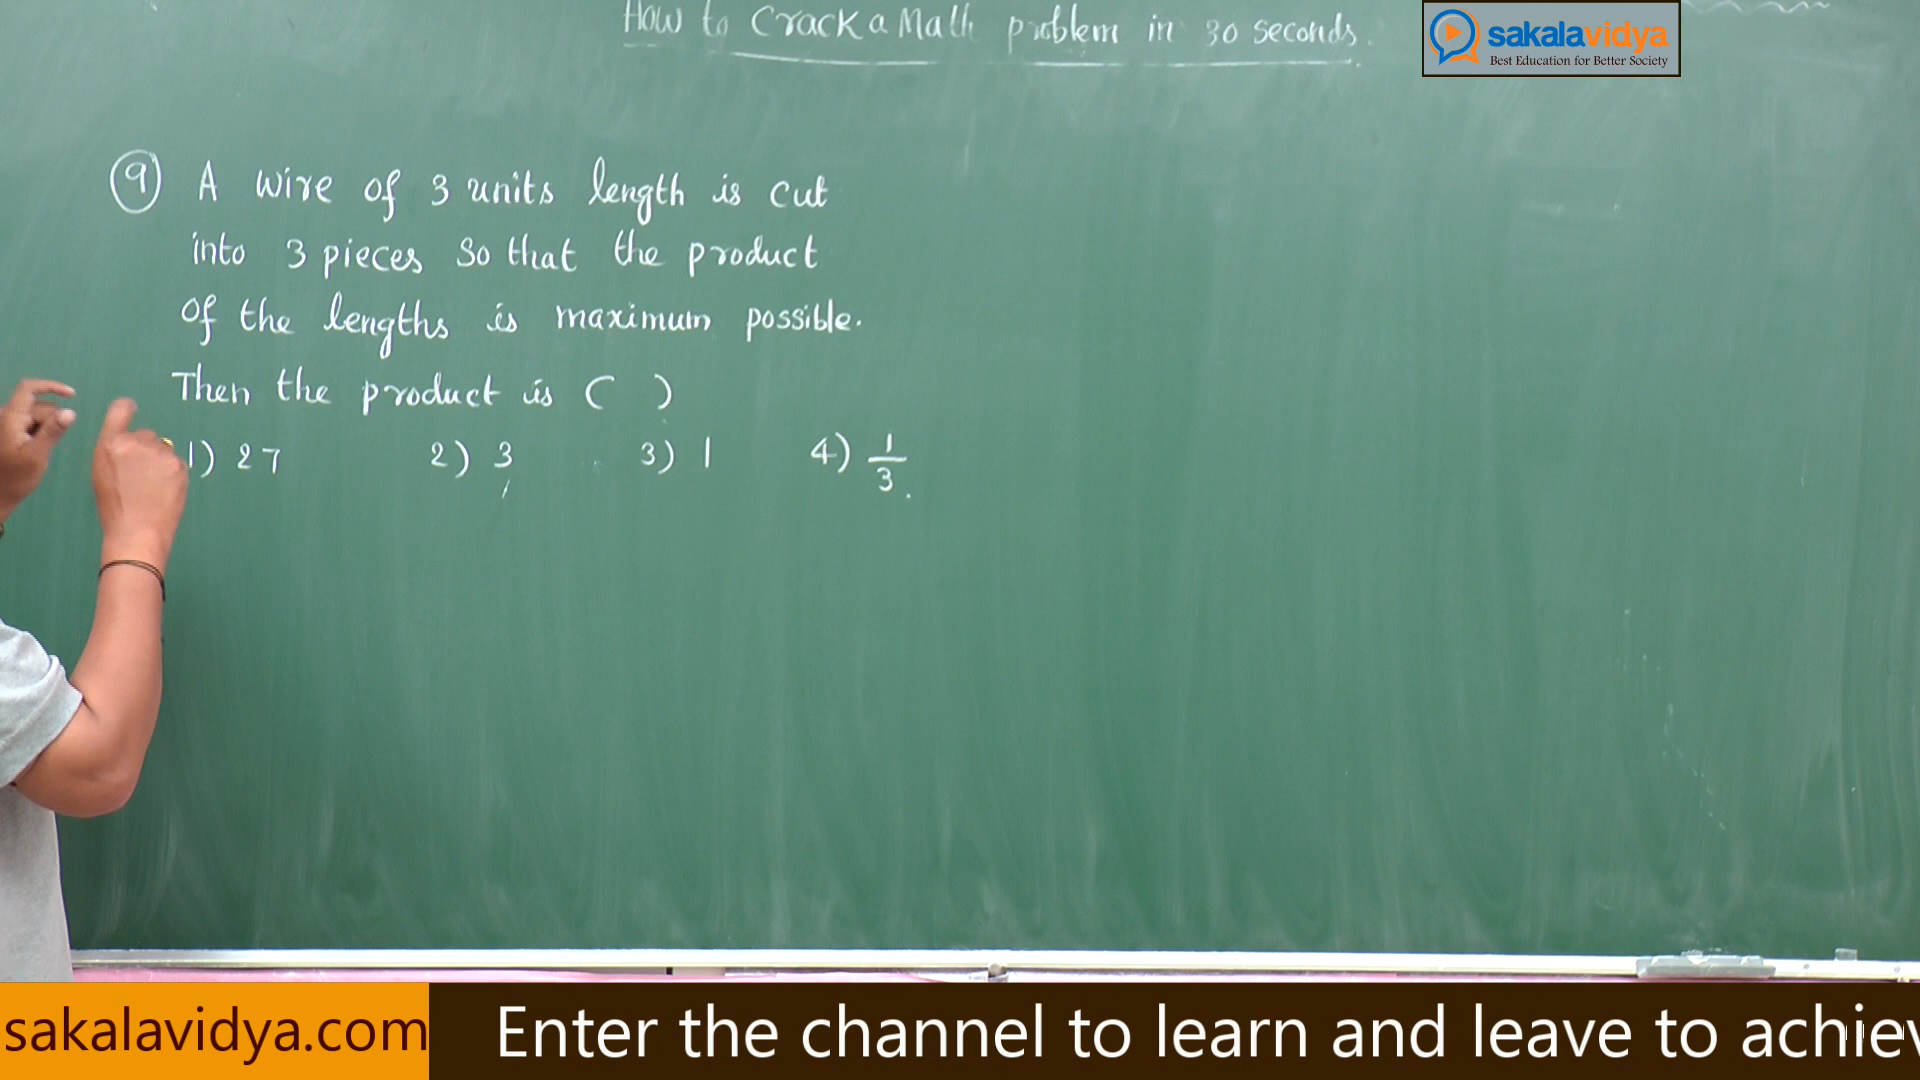 How to Crack a Math problem in 30 seconds.
sakalavidya
Best Education for Better Society
9 A wire of 3 units length is cut
into 3 pieces So that the product
of the lengths is maximum possible.
Then the product is ( )
1) 27 2) 3 3) 1 4) 1/3.
sakalavidya.com Enter the channel to learn and leave to achiev